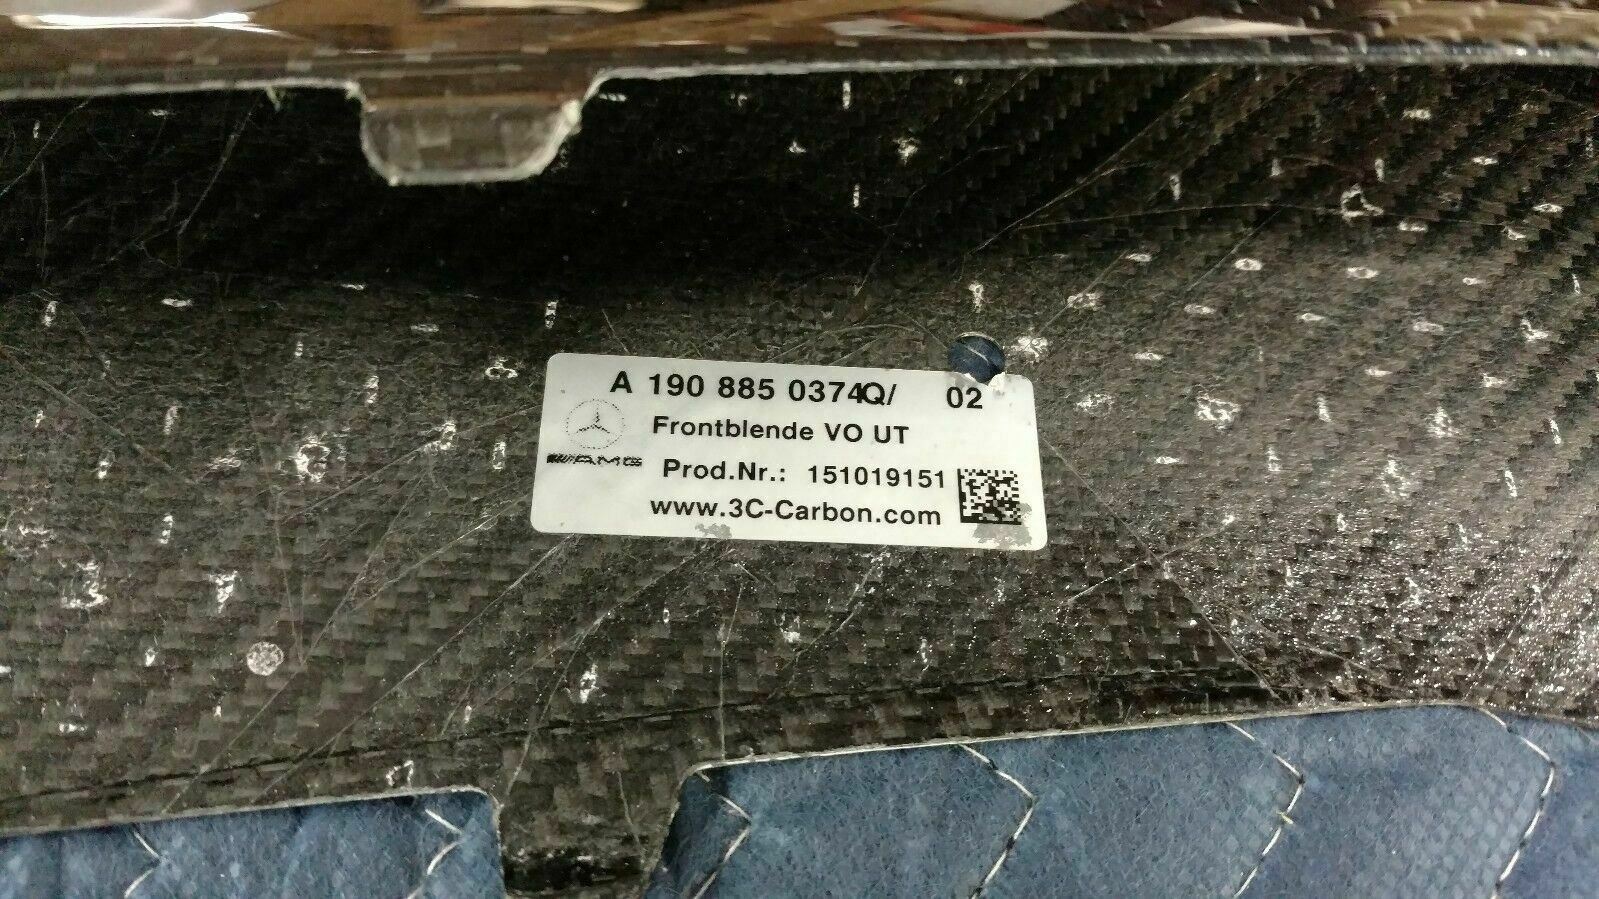 A 190 885 0374Q/ 02
Frontblende VO UT
AMG
Prod.Nr.: 151019151
www.3C-Carbon.com